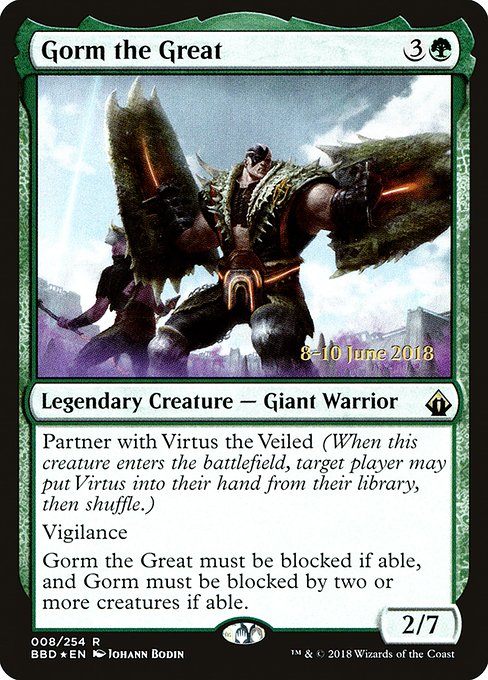 Gorm the Great 3
8–10 June 2018
Legendary Creature — Giant Warrior
Partner with Virtus the Veiled (When this
creature enters the battlefield, target player may
put Virtus into their hand from their library,
then shuffle.)
Vigilance
Gorm the Great must be blocked if able,
and Gorm must be blocked by two or
more creatures if able.
2/7
008/254 R
BBD ★ EN Johann Bodin
™ & © 2018 Wizards of the Coast